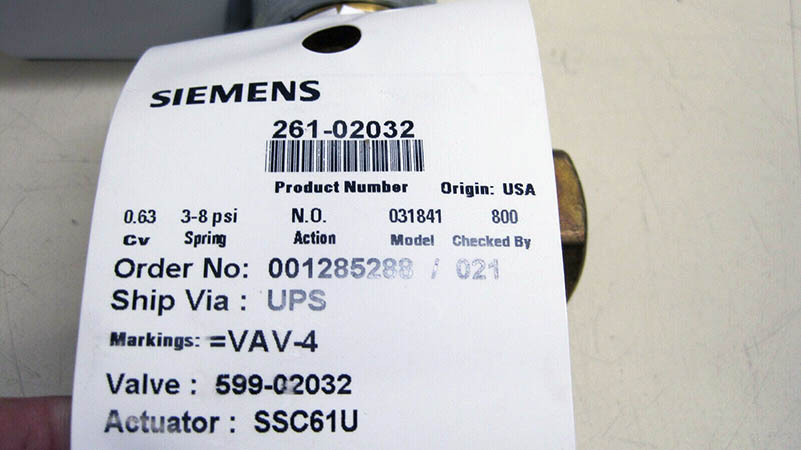 SIEMENS
261-02032
Product Number Origin: USA
0.63 3-8 psi N.O. 031841 800
Cv Spring Action Model Checked By
Order No: 001285288 / 021
Ship Via : UPS
Markings: =VAV-4
Valve : 599-02032
Actuator : SSC61U